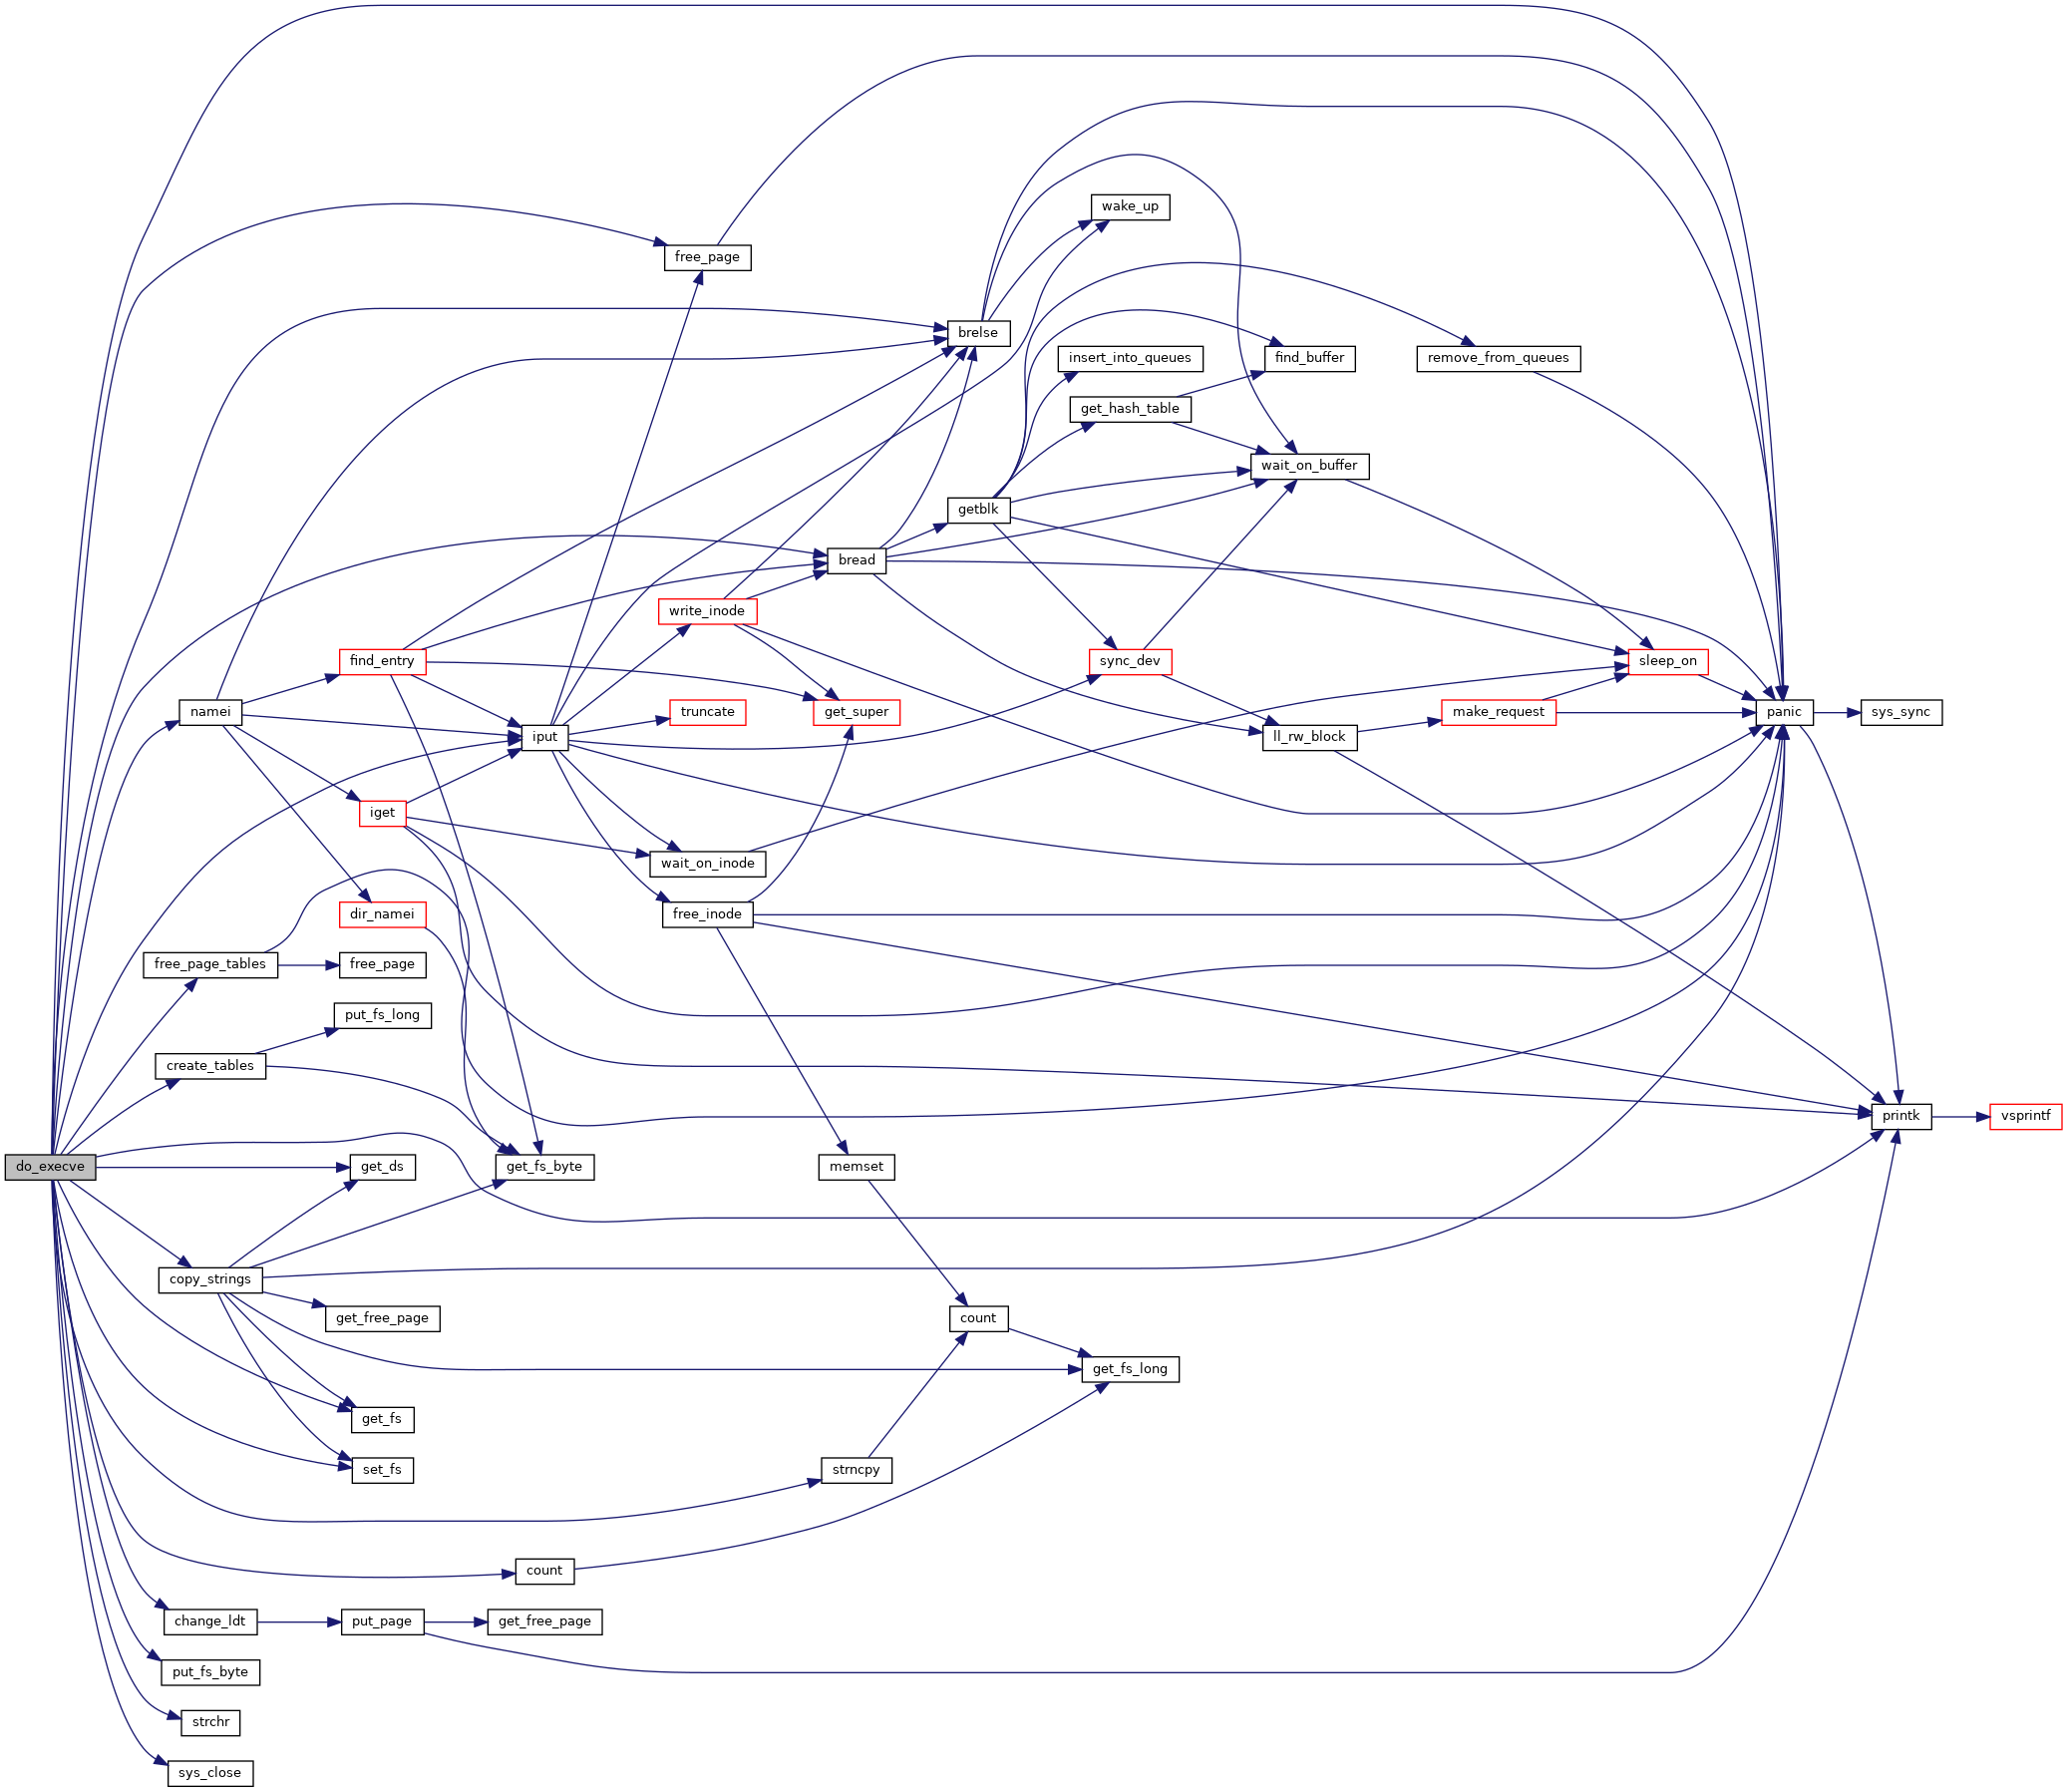 do_execve
namei
free_page_tables
create_tables
copy_strings
change_ldt
put_fs_byte
strchr
sys_close
find_entry
iget
dir_namei
free_page
put_fs_long
get_ds
get_free_page
get_fs
set_fs
put_page
iput
get_fs_byte
count
get_free_page
free_page
write_inode
truncate
wait_on_inode
free_inode
bread
get_super
memset
strncpy
brelse
getblk
count
wake_up
insert_into_queues
get_hash_table
sync_dev
get_fs_long
find_buffer
wait_on_buffer
ll_rw_block
remove_from_queues
make_request
sleep_on
panic
sys_sync
printk
vsprintf